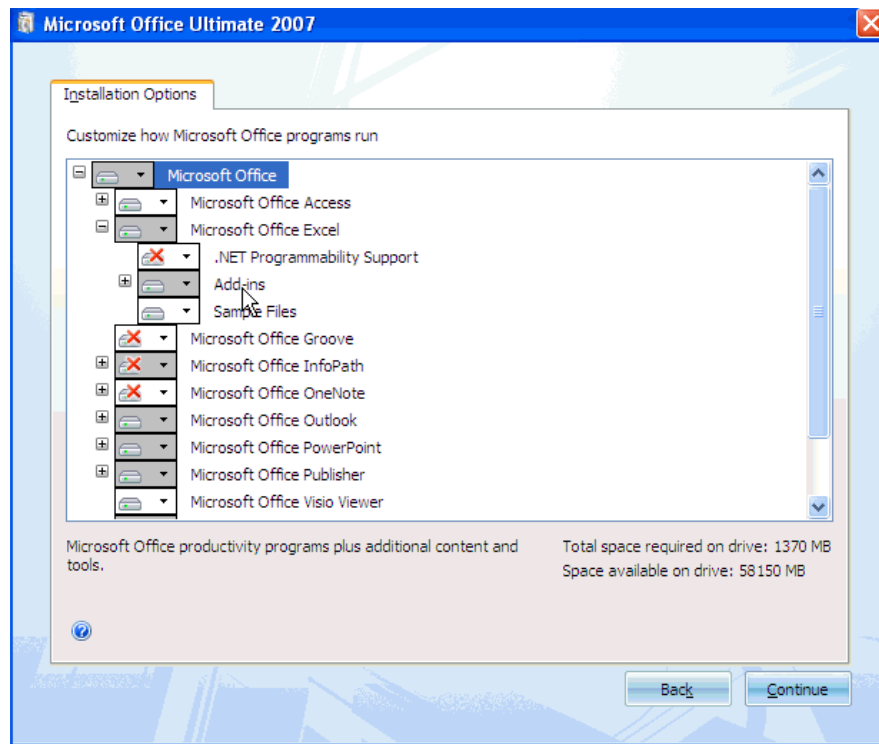 Microsoft Office Ultimate 2007
Installation Options
Customize how Microsoft Office programs run
Microsoft Office
Microsoft Office Access
Microsoft Office Excel
.NET Programmability Support
Add-ins
Sample Files
Microsoft Office Groove
Microsoft Office InfoPath
Microsoft Office OneNote
Microsoft Office Outlook
Microsoft Office PowerPoint
Microsoft Office Publisher
Microsoft Office Visio Viewer
Microsoft Office productivity programs plus additional content and
tools.
Total space required on drive: 1370 MB
Space available on drive: 58150 MB
Back
Continue